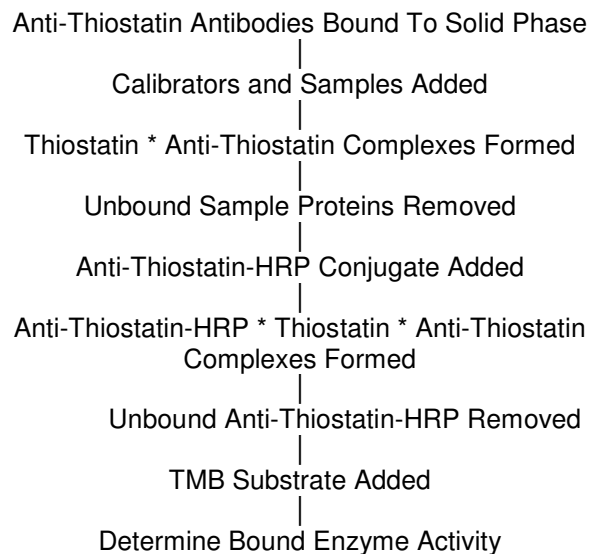 Anti-Thiostatin Antibodies Bound To Solid Phase
Calibrators and Samples Added
Thiostatin * Anti-Thiostatin Complexes Formed
Unbound Sample Proteins Removed
Anti-Thiostatin-HRP Conjugate Added
Anti-Thiostatin-HRP * Thiostatin * Anti-Thiostatin
Complexes Formed
Unbound Anti-Thiostatin-HRP Removed
TMB Substrate Added
Determine Bound Enzyme Activity